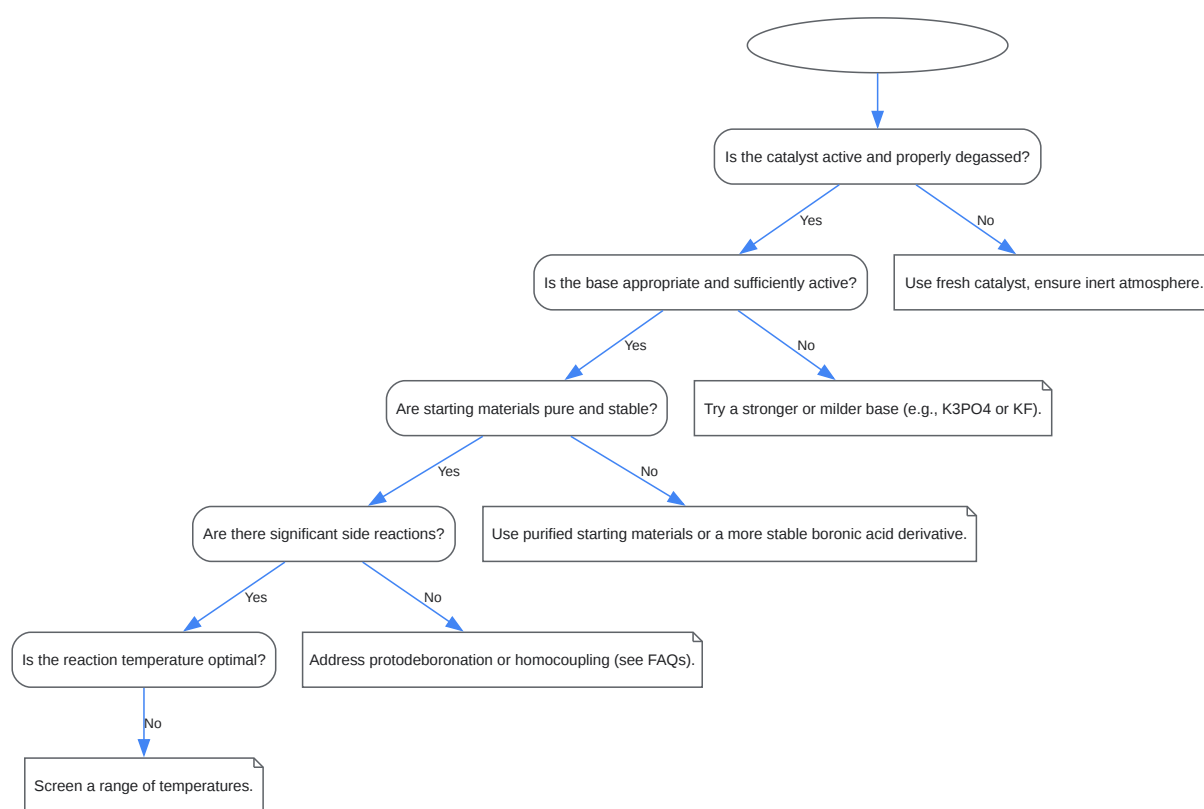 Is the catalyst active and properly degassed?
Yes
No
Is the base appropriate and sufficiently active?
Use fresh catalyst, ensure inert atmosphere.
Yes
No
Are starting materials pure and stable?
Try a stronger or milder base (e.g., K3PO4 or KF).
Yes
No
Are there significant side reactions?
Use purified starting materials or a more stable boronic acid derivative.
Yes
No
Is the reaction temperature optimal?
Address protodeboronation or homocoupling (see FAQs).
No
Screen a range of temperatures.